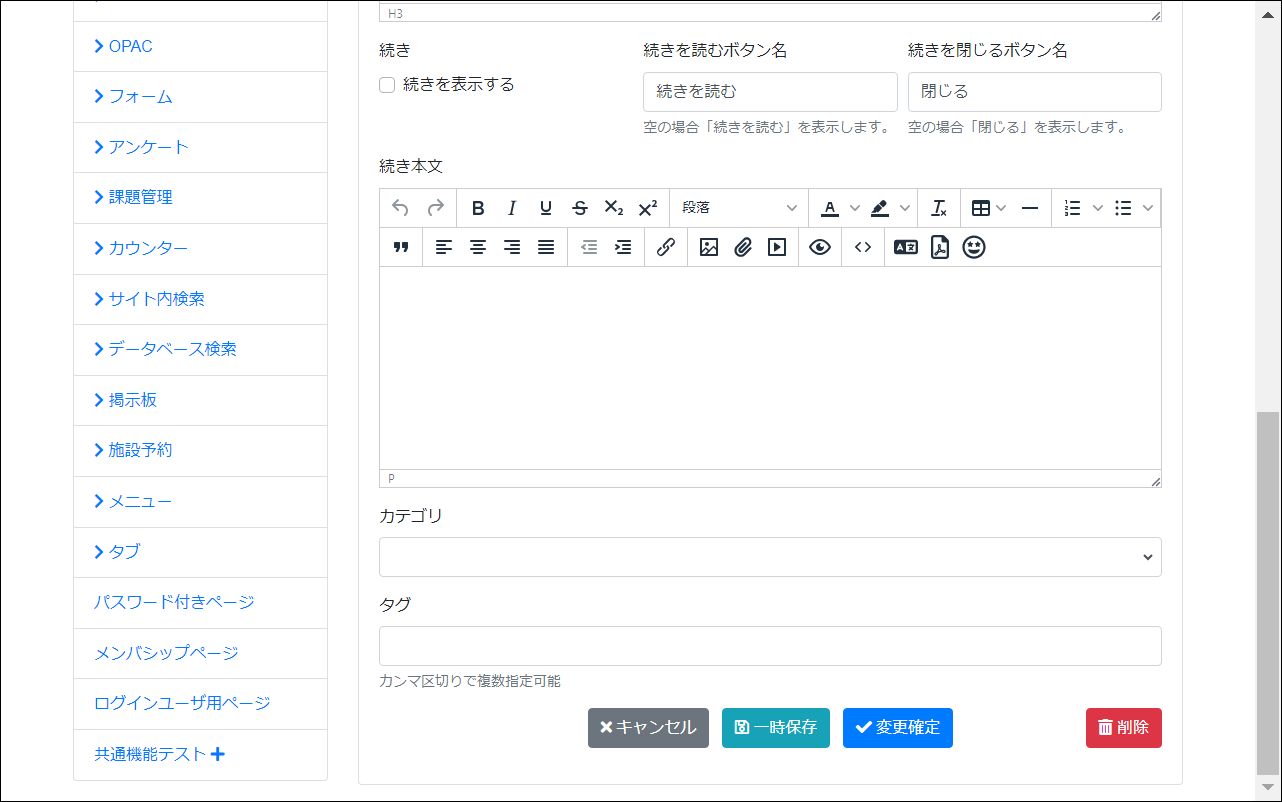 OPAC
フォーム
アンケート
課題管理
カウンター
サイト内検索
データベース検索
掲示板
施設予約
メニュー
タブ
パスワード付きページ
メンバシップページ
ログインユーザ用ページ
共通機能テスト
H3
続き
続きを読むボタン名
続きを閉じるボタン名
続きを表示する
続きを読む
閉じる
空の場合「続きを読む」を表示します。
空の場合「閉じる」を表示します。
続き本文
B I U S X₂ X² 段落 A
P
カテゴリ
タグ
カンマ区切りで複数指定可能
キャンセル
一時保存
変更確定
削除